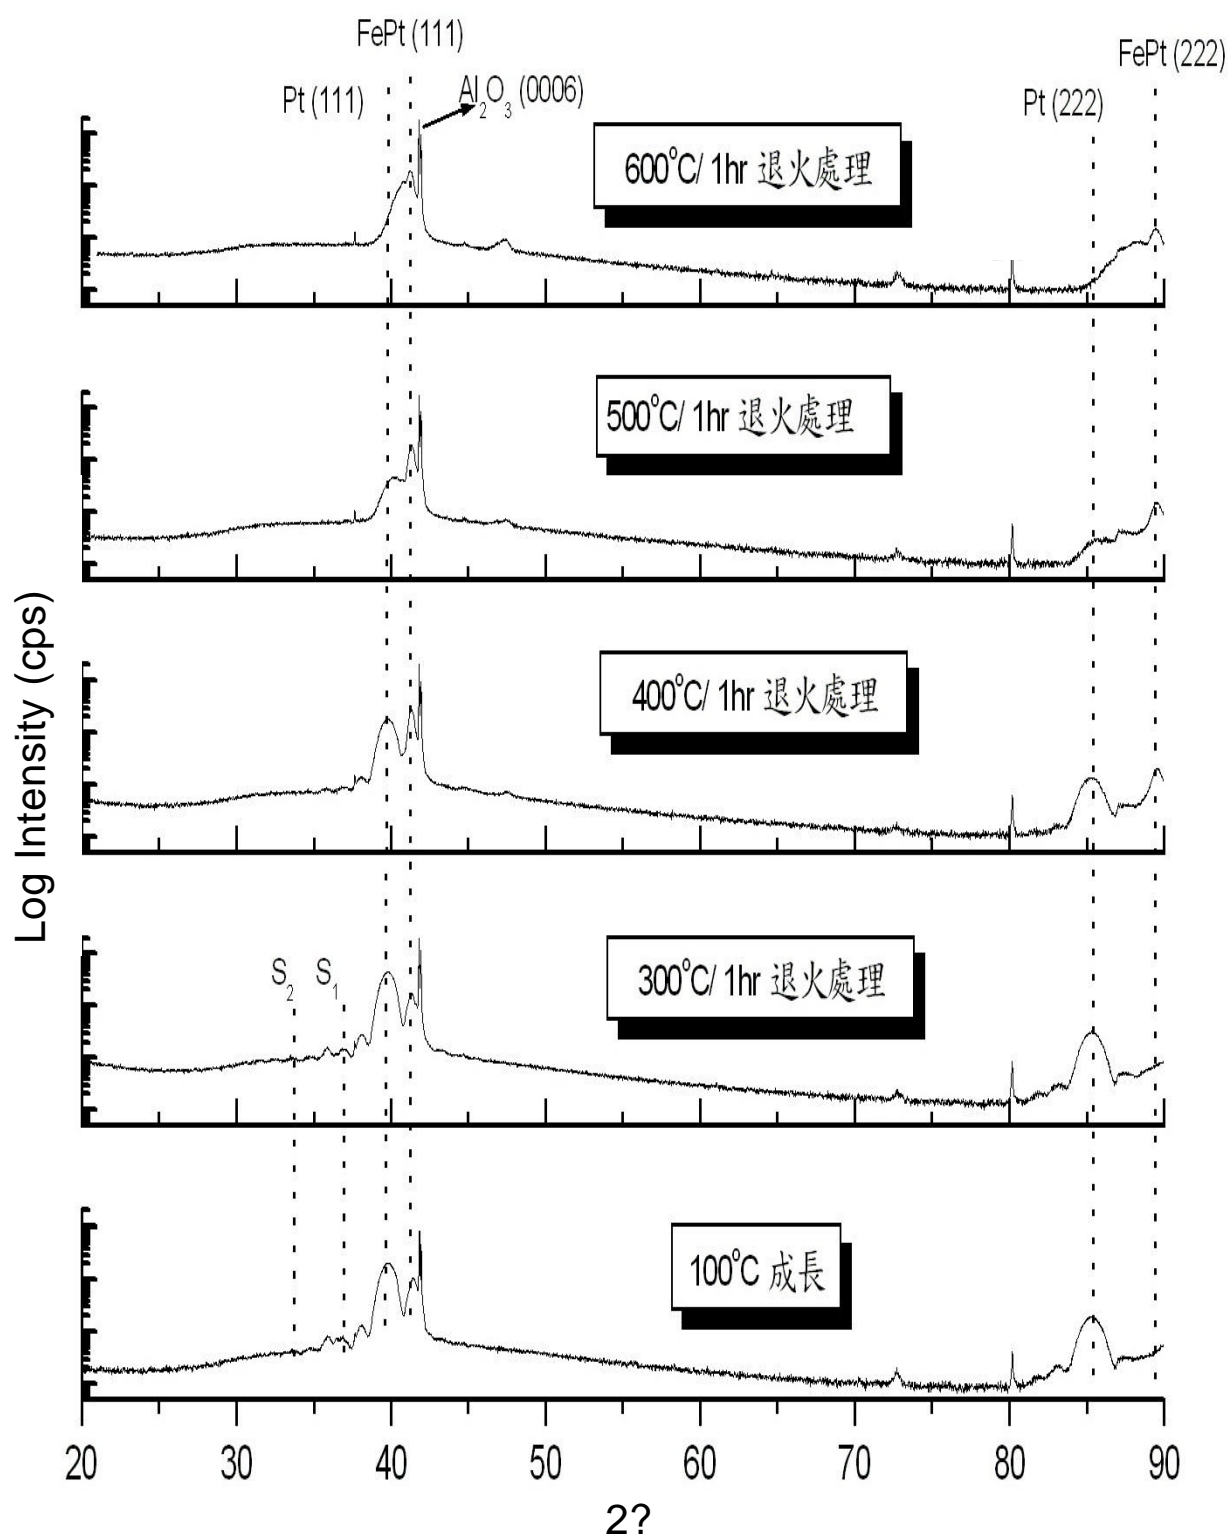 FePt (111)
FePt (222)
Al2O3 (0006)
Pt (111)
Pt (222)
600°C/ 1hr 退火處理
500°C/ 1hr 退火處理
Log Intensity (cps)
400°C/ 1hr 退火處理
S2 S1
300°C/ 1hr 退火處理
100°C 成長
20 30 40 50 60 70 80 90
2?